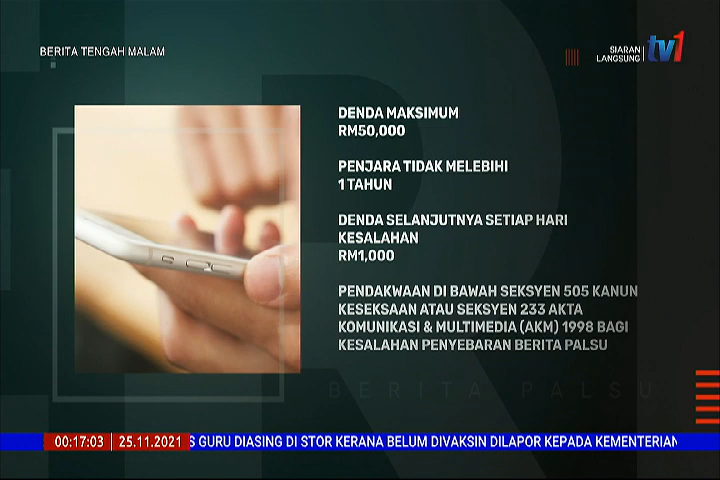 BERITA TENGAH MALAM
SIARAN
LANGSUNG
tv1
DENDA MAKSIMUM
RM50,000
PENJARA TIDAK MELEBIHI
1 TAHUN
DENDA SELANJUTNYA SETIAP HARI
KESALAHAN
RM1,000
PENDAKWAAN DI BAWAH SEKSYEN 505 KANUN
KESEKSAAN ATAU SEKSYEN 233 AKTA
KOMUNIKASI & MULTIMEDIA (AKM) 1998 BAGI
KESALAHAN PENYEBARAN BERITA PALSU
BERITA PALSU
00:17:03 25.11.2021 S GURU DIASING DI STOR KERANA BELUM DIVAKSIN DILAPOR KEPADA KEMENTERIAN